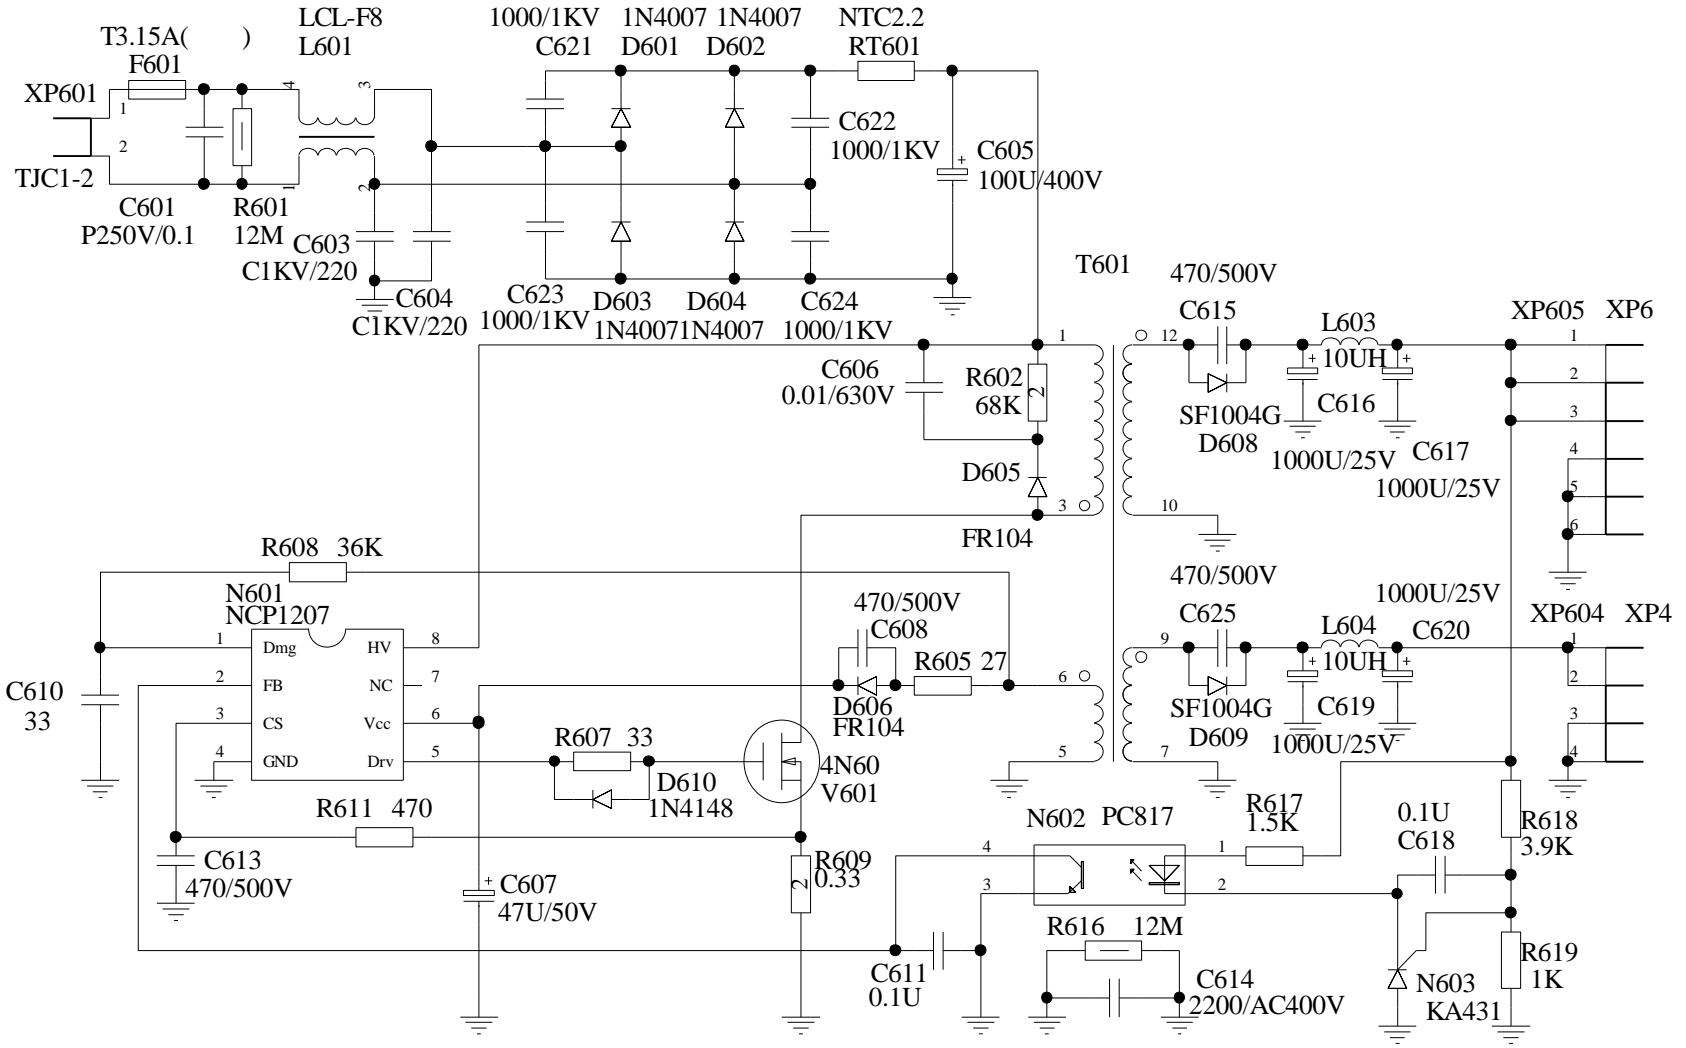 LCL-F8
1000/1KV
1N4007
1N4007
NTC2.2
T3.15A( )
L601
C621
D601
D602
RT601
F601
XP601
1
4
3
2
C622
1000/1KV
C605
100U/400V
+
TJC1-2
1
2
C601
P250V/0.1
R601
12M
C603
C1KV/220
C604
C1KV/220
C623
1000/1KV
D603
1N4007
D604
1N4007
C624
1000/1KV
T601
470/500V
C615
L603
10UH
XP605
XP6
1
12
1
+
+
C606
0.01/630V
R602
68K
2
2
SF1004G
D608
C616
3
4
1000U/25V
C617
1000U/25V
D605
5
3
10
6
FR104
R608
36K
N601
NCP1207
470/500V
C625
1000U/25V
470/500V
C608
L604
10UH
C620
XP604
XP4
1
Dmg
HV
8
9
1
R605
27
+
+
2
FB
NC
7
6
2
C610
33
D606
FR104
SF1004G
D609
C619
1000U/25V
3
CS
Vcc
6
3
R607
33
4
GND
Drv
5
5
7
4
4N60
V601
D610
1N4148
R611
470
N602
PC817
R617
1.5K
0.1U
C618
R618
3.9K
C613
470/500V
4
1
R609
0.33
2
+
C607
47U/50V
3
2
R616
12M
R619
1K
C611
0.1U
C614
2200/AC400V
N603
KA431